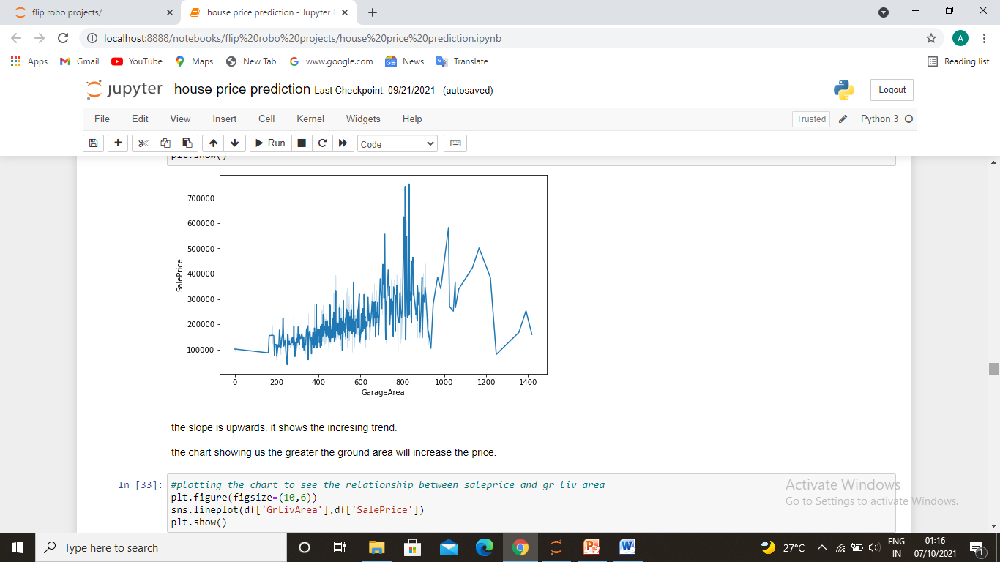 flip robo projects/
house price prediction - Jupyter
localhost:8888/notebooks/flip%20robo%20projects/house%20price%20prediction.ipynb
A
Apps Gmail YouTube Maps New Tab www.google.com News Translate Reading list
jupyter house price prediction Last Checkpoint: 09/21/2021 (autosaved) Logout
File Edit View Insert Cell Kernel Widgets Help Trusted Python 3
Run Code
plt.show()
700000
600000
500000
400000
300000
200000
100000
SalePrice
0 200 400 600 800 1000 1200 1400
GarageArea
the slope is upwards. it shows the incresing trend.
the chart showing us the greater the ground area will increase the price.
In [33]: #plotting the chart to see the relationship between saleprice and gr liv area
plt.figure(figsize=(10,6))
sns.lineplot(df['GrLivArea'],df['SalePrice'])
plt.show()
Activate Windows
Go to Settings to activate Windows.
Type here to search
27°C
ENG
IN
01:16
07/10/2021
1